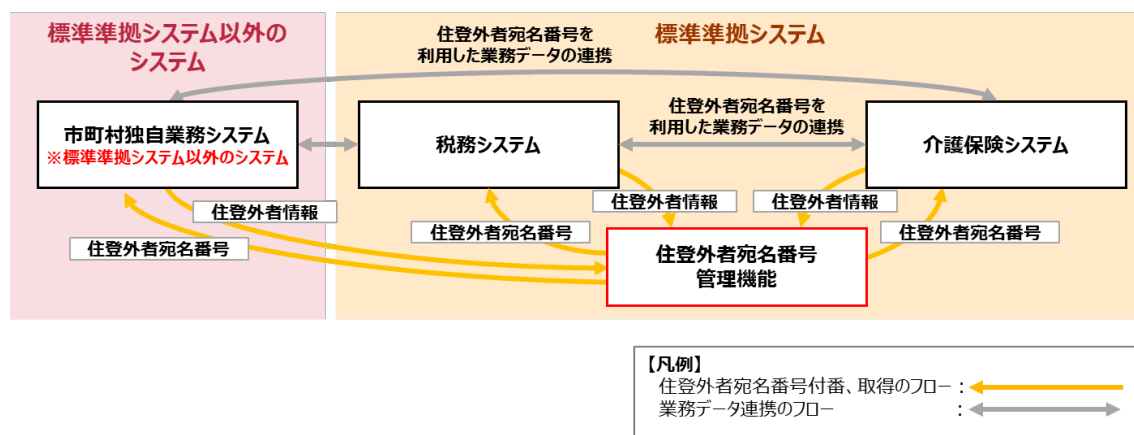 標準準拠システム以外の
システム
標準準拠システム
住登外者宛名番号を
利用した業務データの連携
市町村独自業務システム
※標準準拠システム以外のシステム
税務システム
住登外者宛名番号を
利用した業務データの連携
介護保険システム
住登外者情報
住登外者宛名番号
住登外者情報
住登外者宛名番号
住登外者情報
住登外者宛名番号
住登外者宛名番号
管理機能
【凡例】
住登外者宛名番号付番、取得のフロー:
業務データ連携のフロー: